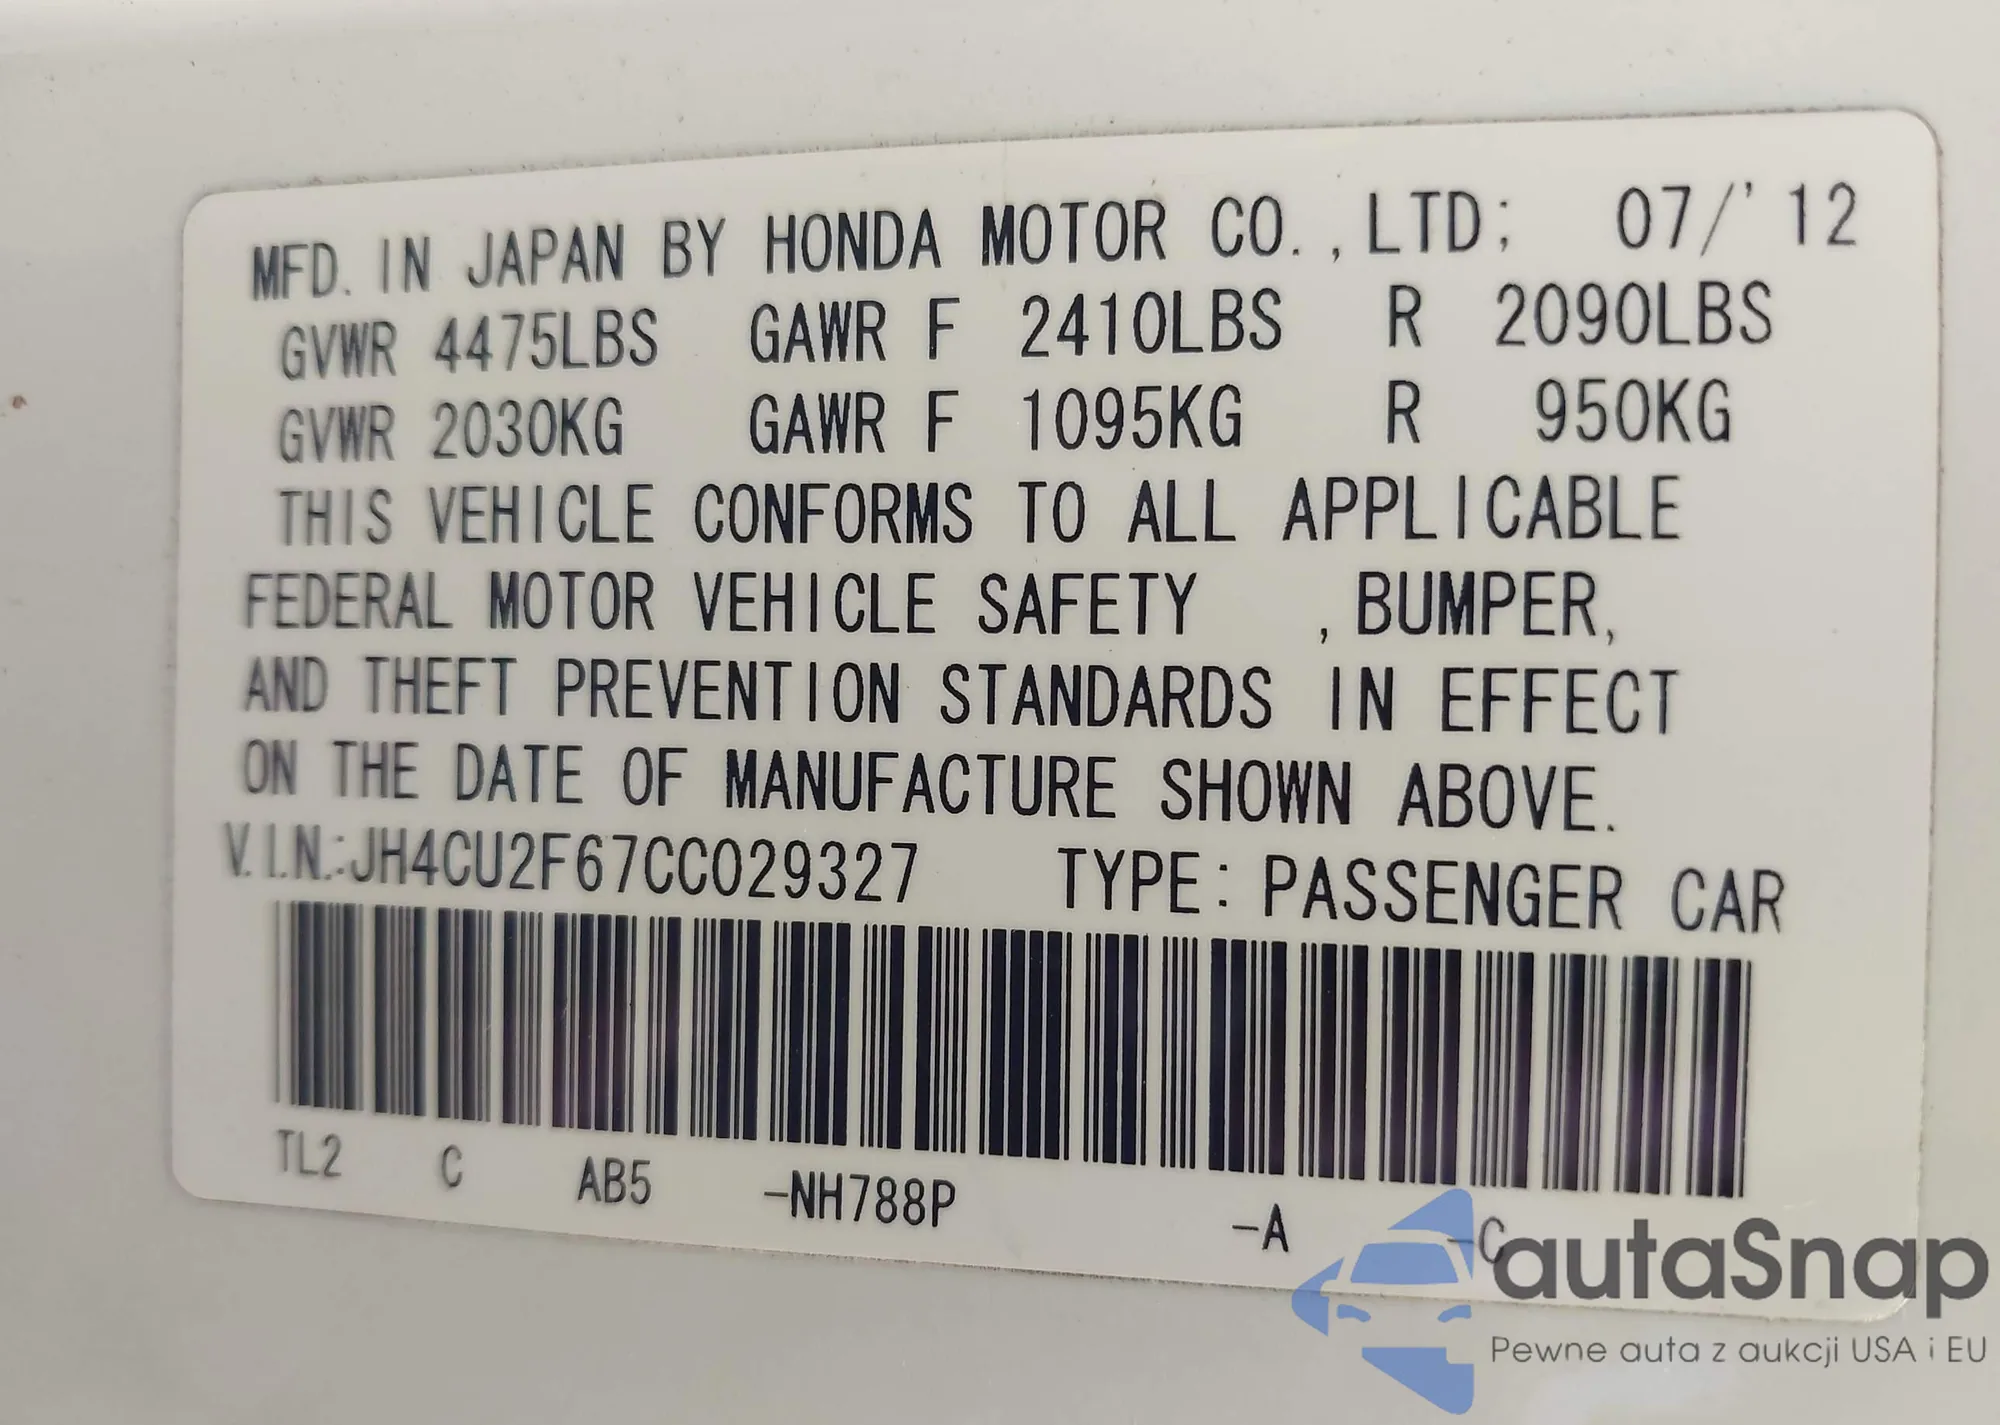 MFD. IN JAPAN BY HONDA MOTOR CO.,LTD; 07/'12
GVWR 4475LBS GAWR F 2410LBS R 2090LBS
GVWR 2030KG GAWR F 1095KG R 950KG
THIS VEHICLE CONFORMS TO ALL APPLICABLE
FEDERAL MOTOR VEHICLE SAFETY ,BUMPER,
AND THEFT PREVENTION STANDARDS IN EFFECT
ON THE DATE OF MANUFACTURE SHOWN ABOVE.
V.I.N.:JH4CU2F67CC029327 TYPE: PASSENGER CAR
TL2 C AB5 -NH788P -A -C
autaSnap
Pewne auta z aukcji USA i EU